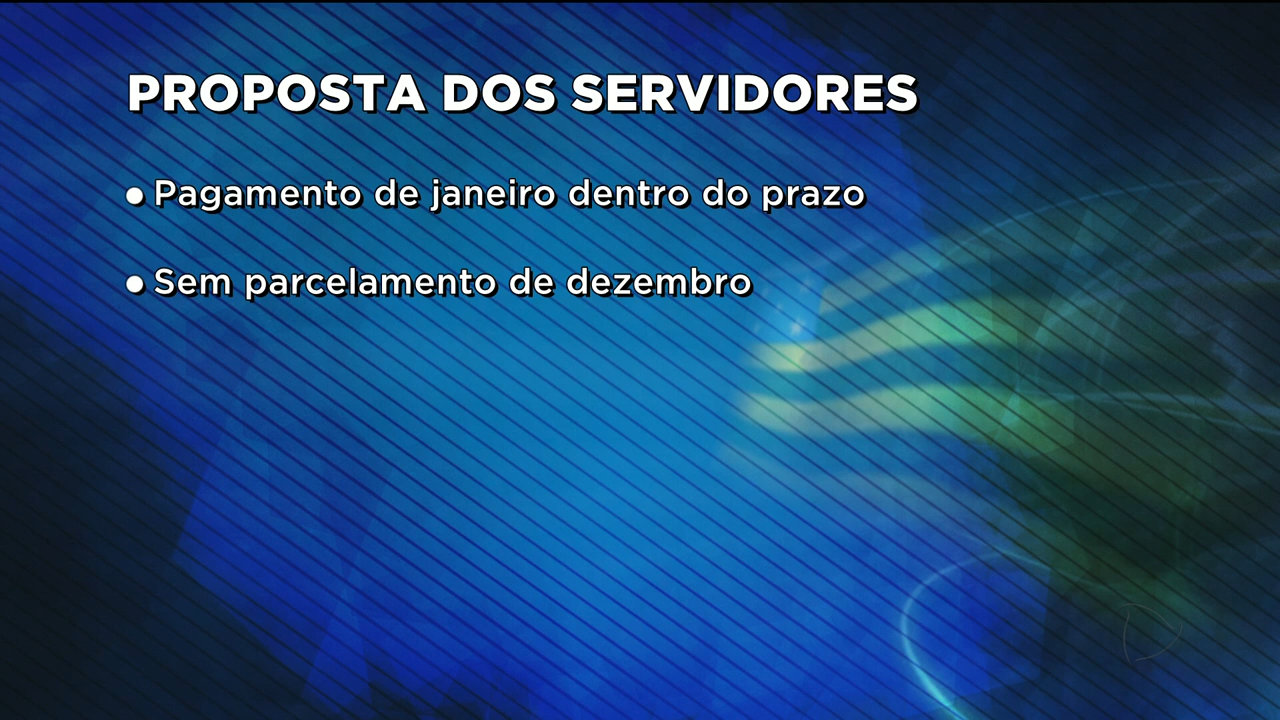 PROPOSTA DOS SERVIDORES
• Pagamento de janeiro dentro do prazo
• Sem parcelamento de dezembro